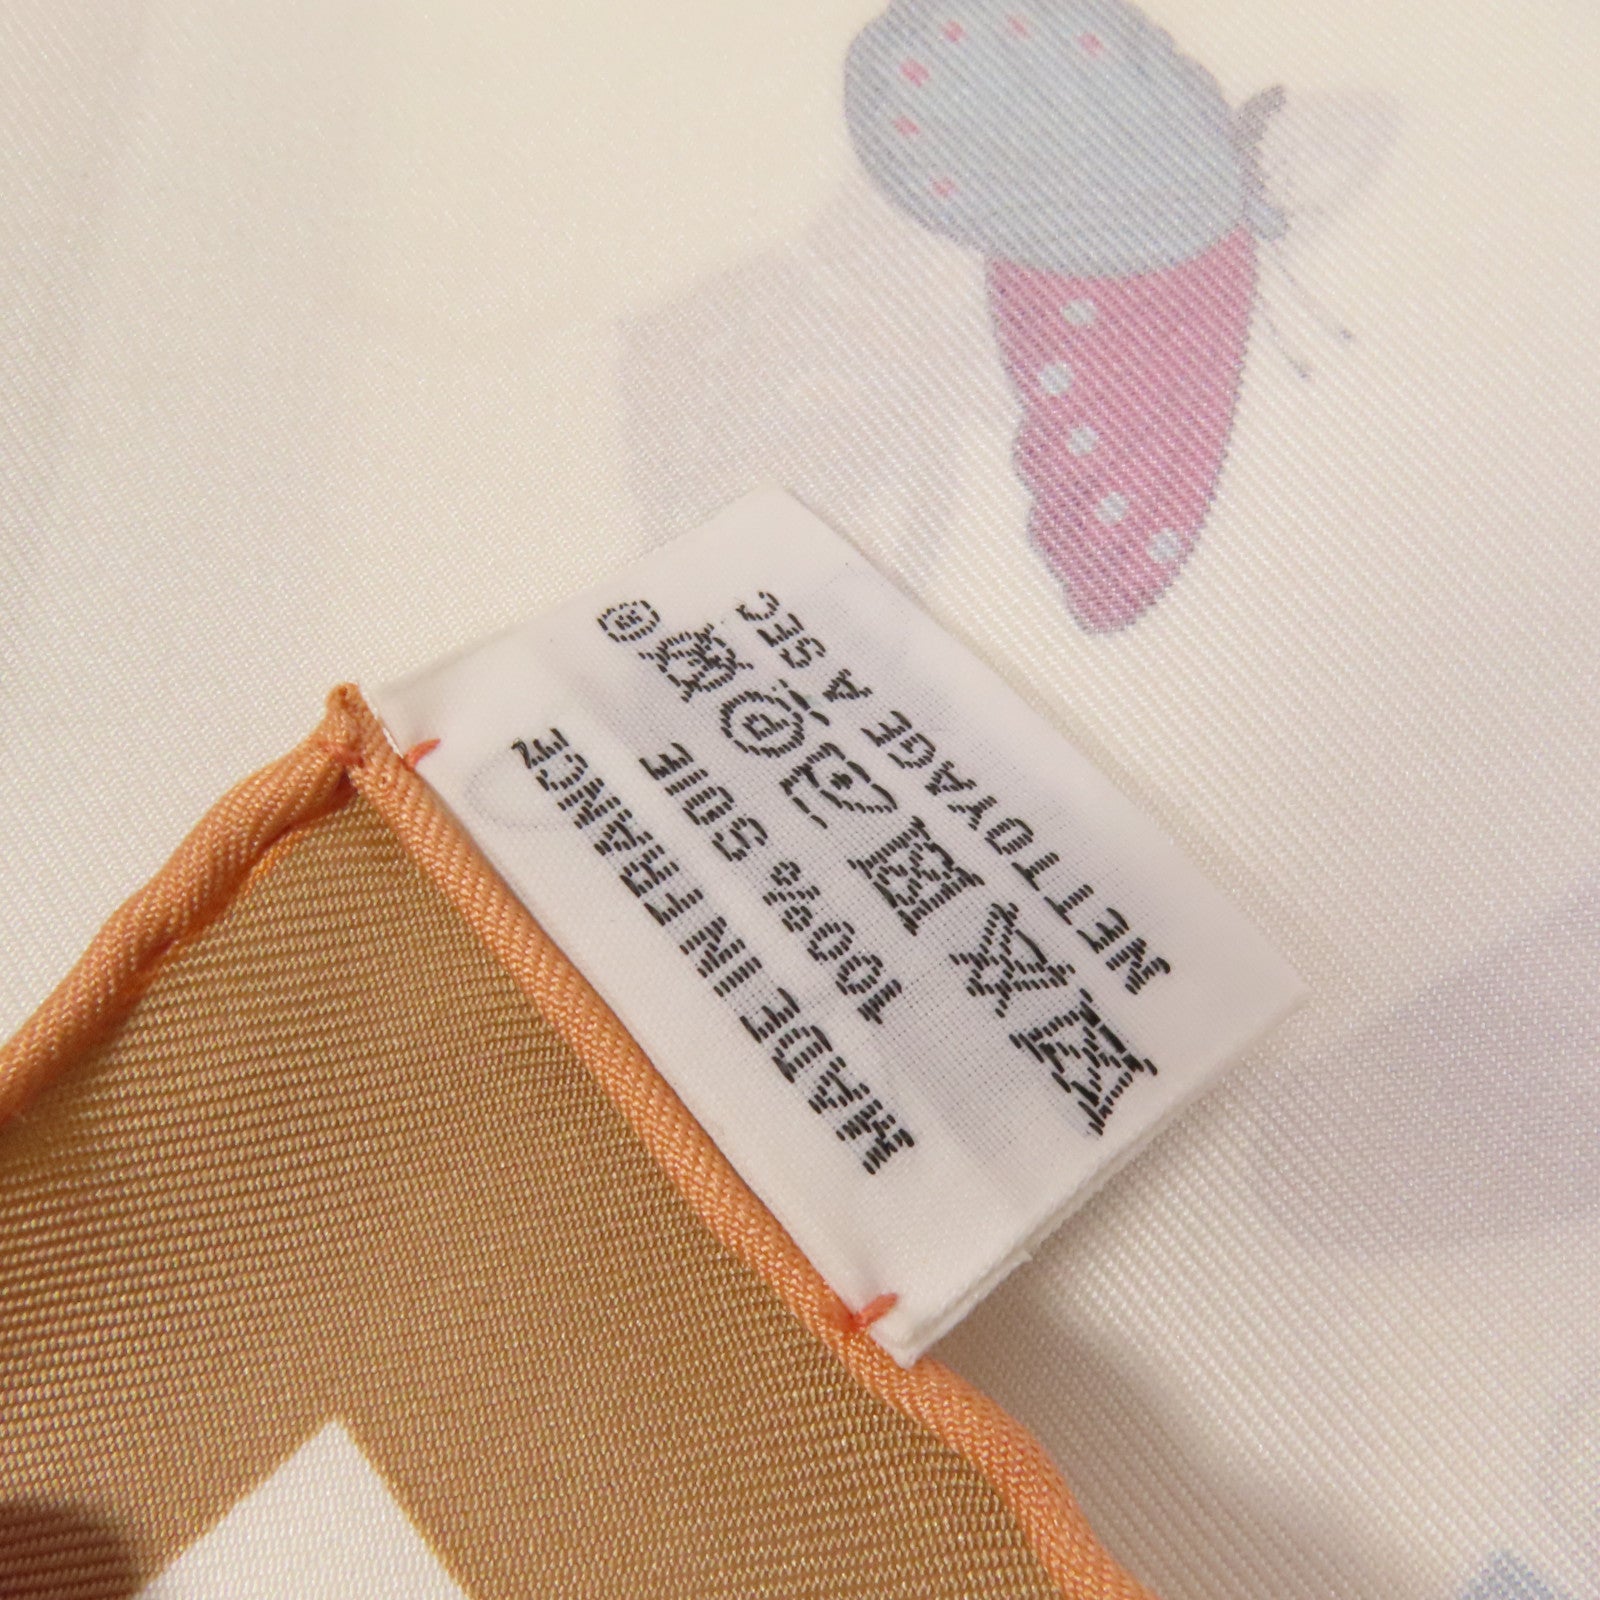 NETTOYAGE A SEC
P
100% SOIE
MADE IN FRANCE